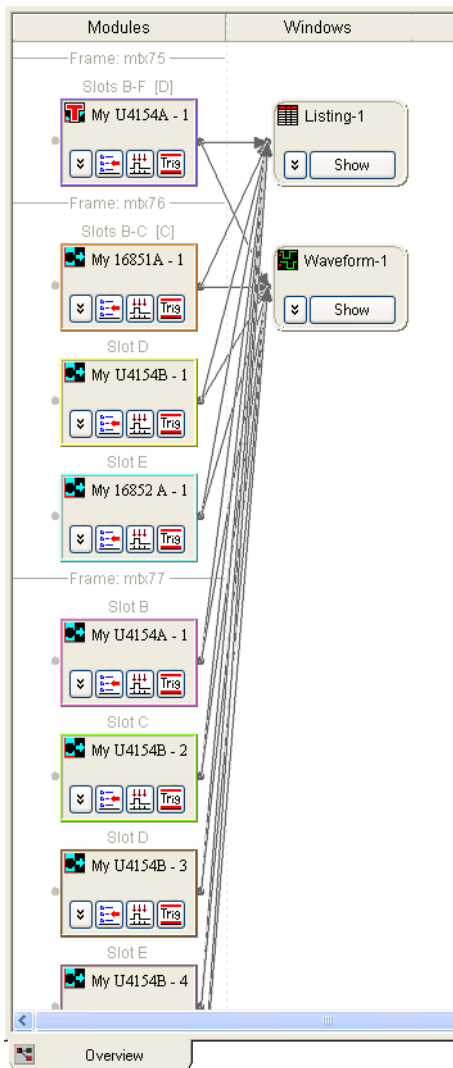 Modules Windows
Frame: mtx75
Slots B-F [D]
My U4154A - 1 Listing-1
Trig Show
Frame: mtx76
Slots B-C [C]
My 16851A - 1 Waveform-1
Trig Show
Slot D
My U4154B - 1
Trig
Slot E
My 16852 A - 1
Trig
Frame: mtx77
Slot B
My U4154A - 1
Trig
Slot C
My U4154B - 2
Trig
Slot D
My U4154B - 3
Trig
Slot E
My U4154B - 4
Overview